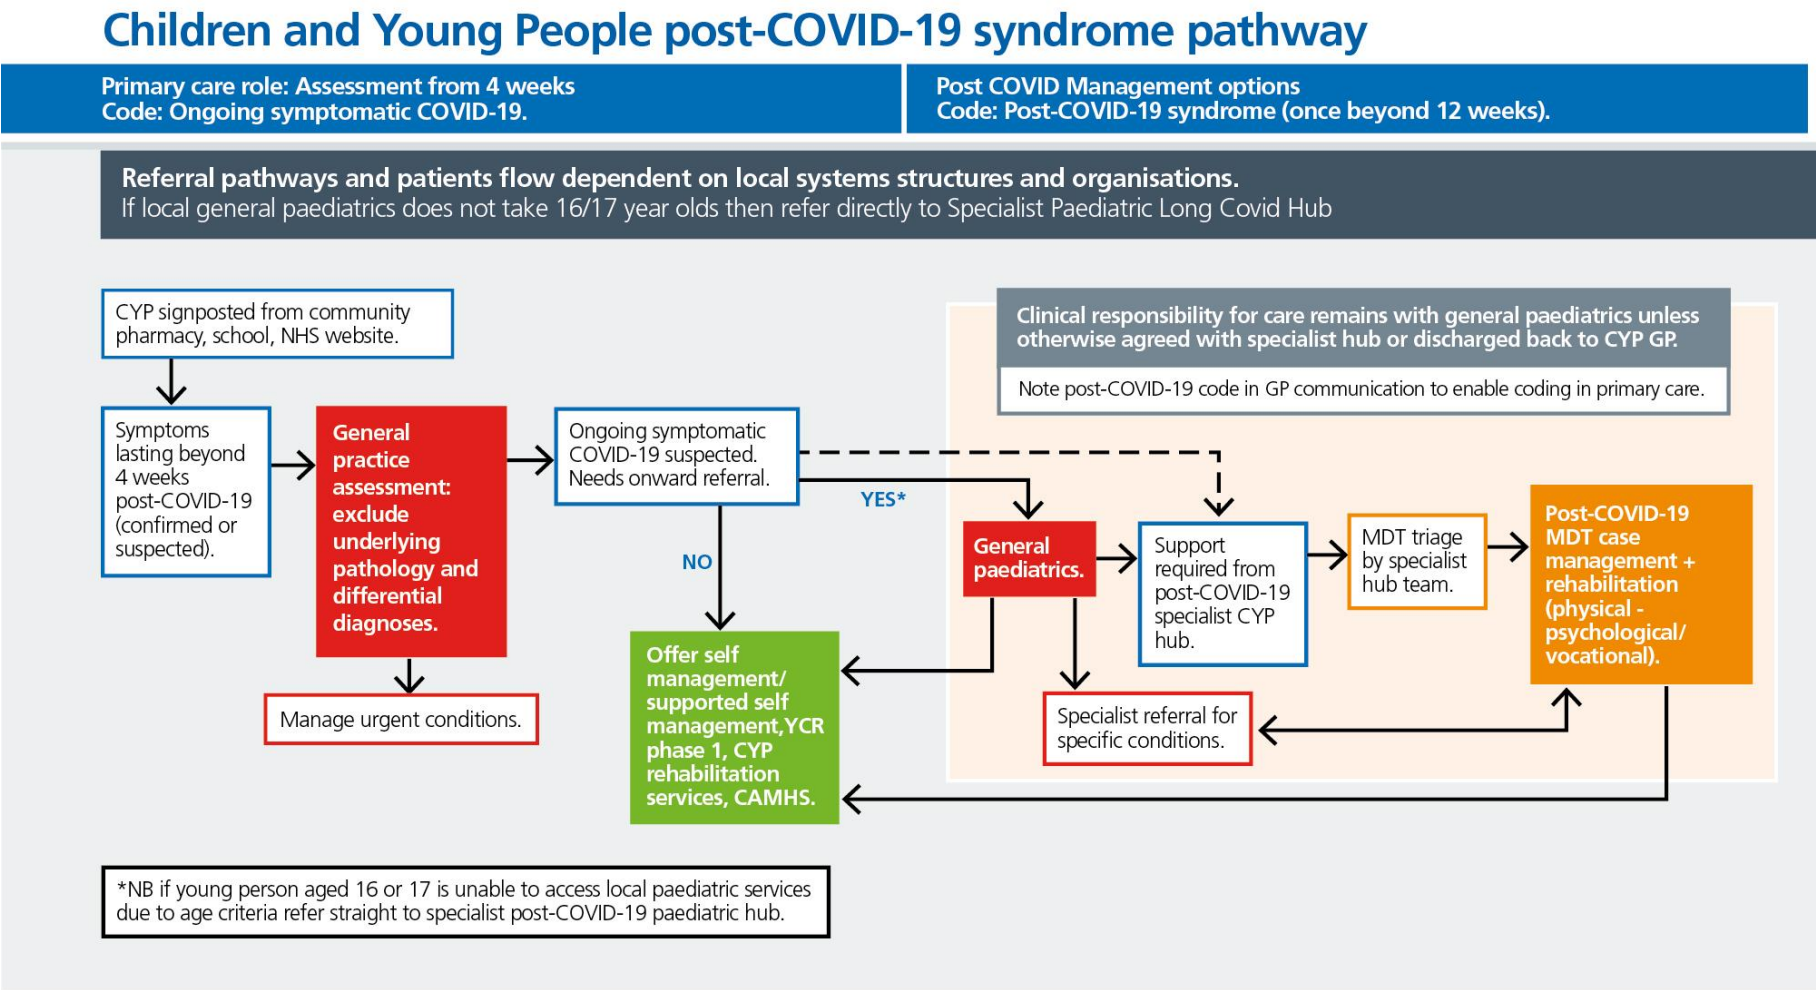 Children and Young People post-COVID-19 syndrome pathway
Primary care role: Assessment from 4 weeks
Code: Ongoing symptomatic COVID-19.
Post COVID Management options
Code: Post-COVID-19 syndrome (once beyond 12 weeks).
Referral pathways and patients flow dependent on local systems structures and organisations.
If local general paediatrics does not take 16/17 year olds then refer directly to Specialist Paediatric Long Covid Hub
CYP signposted from community
pharmacy, school, NHS website.
Symptoms
lasting beyond
4 weeks
post-COVID-19
(confirmed or
suspected).
General
practice
assessment:
exclude
underlying
pathology and
differential
diagnoses.
Manage urgent conditions.
Ongoing symptomatic
COVID-19 suspected.
Needs onward referral.
YES*
NO
Offer self
management/
supported self
management,YCR
phase 1, CYP
rehabilitation
services, CAMHS.
Clinical responsibility for care remains with general paediatrics unless
otherwise agreed with specialist hub or discharged back to CYP GP.
Note post-COVID-19 code in GP communication to enable coding in primary care.
General
paediatrics.
Support
required from
post-COVID-19
specialist CYP
hub.
MDT triage
by specialist
hub team.
Post-COVID-19
MDT case
management +
rehabilitation
(physical -
psychological/
vocational).
Specialist referral for
specific conditions.
*NB if young person aged 16 or 17 is unable to access local paediatric services
due to age criteria refer straight to specialist post-COVID-19 paediatric hub.